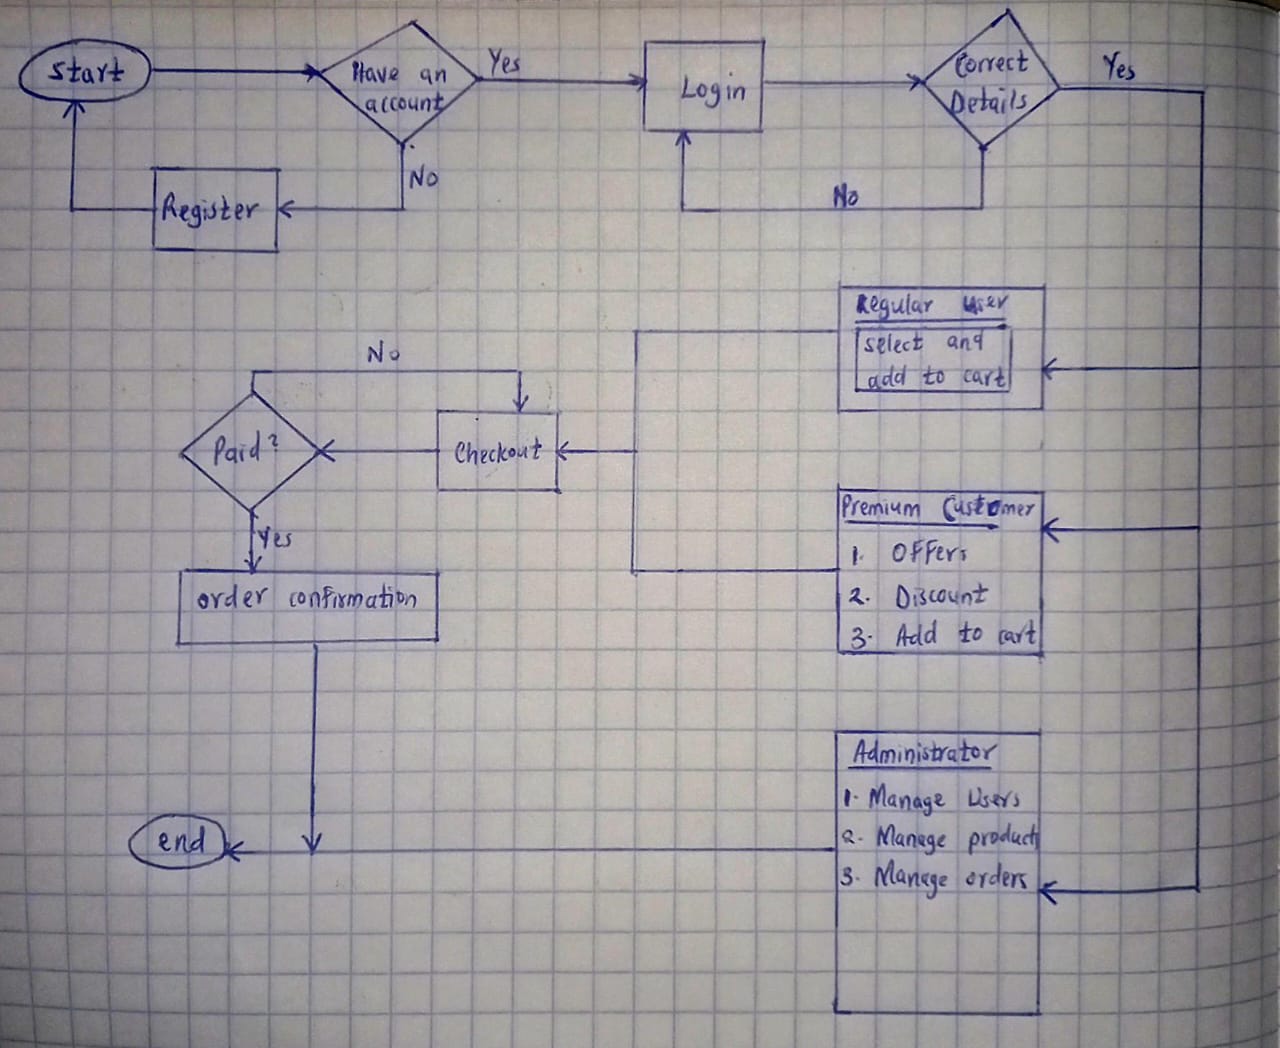 start
Have an
account
Yes
Login
Correct
Details
Yes
No
Register
No
Regular User
select and
add to cart
No
Paid?
Checkout
Yes
order confirmation
Premium Customer
1. Offers
2. Discount
3. Add to cart
Administrator
1. Manage Users
2. Manage product
3. Manage orders
end